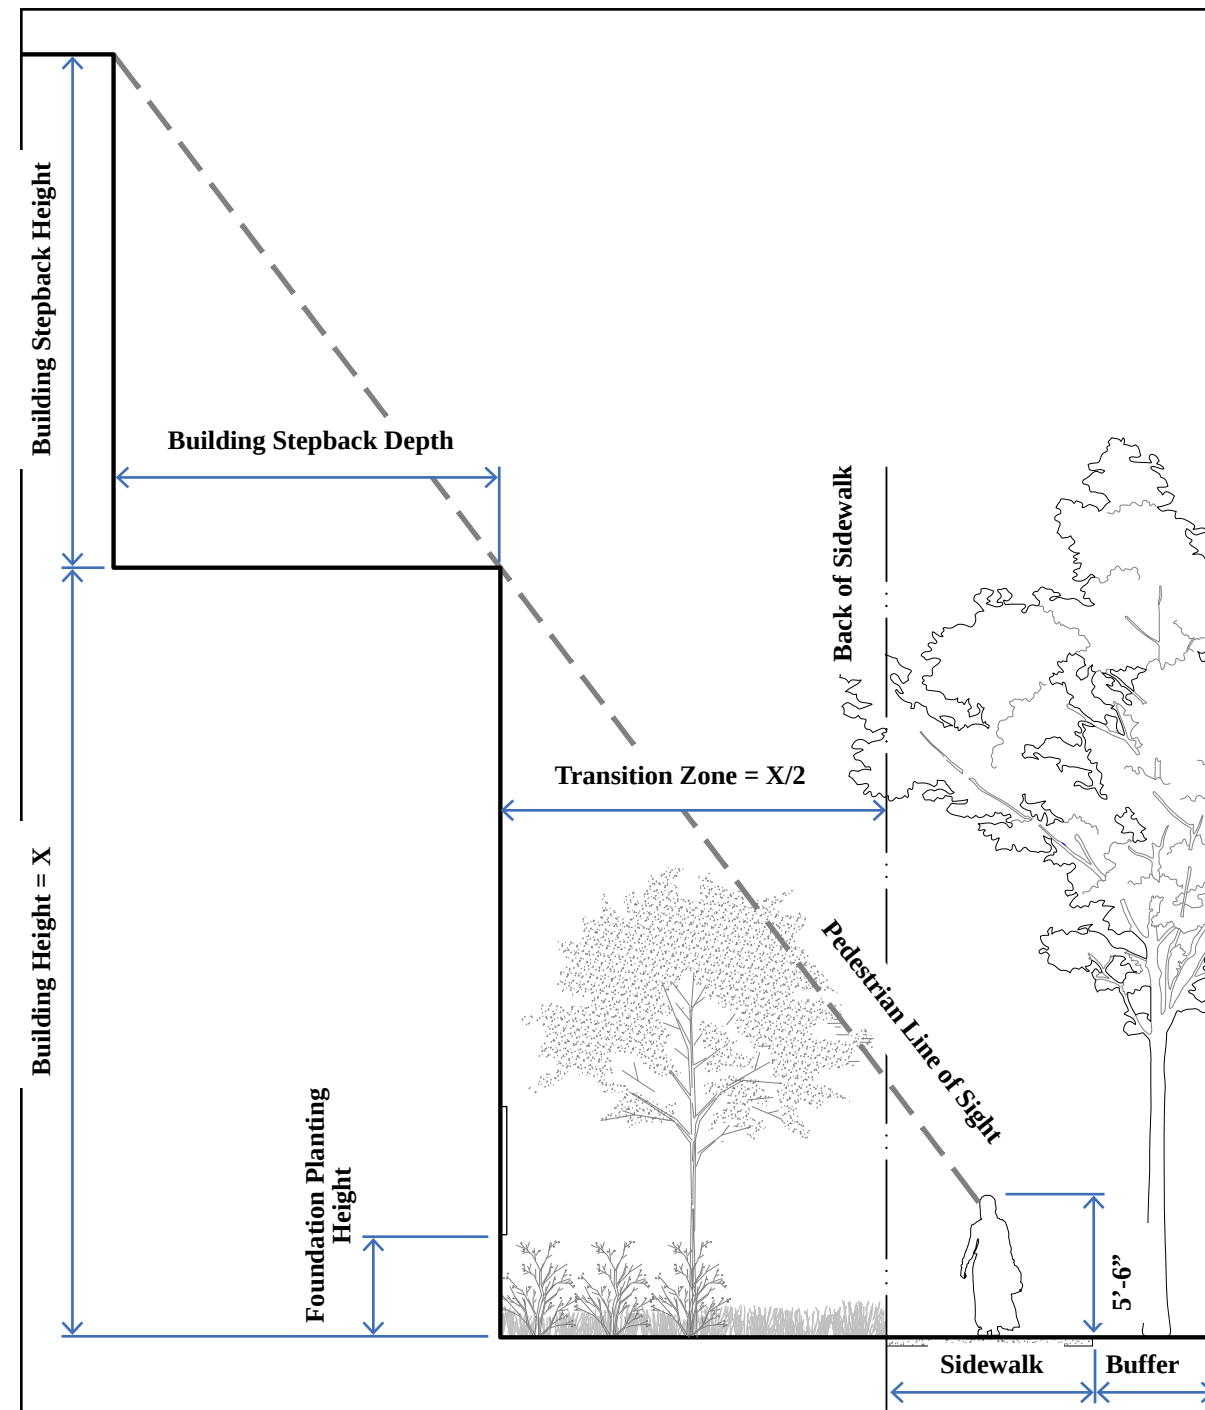 Building Stepback Height
Building Stepback Depth
Back of Sidewalk
Transition Zone = X/2
Building Height = X
Pedestrian Line of Sight
Foundation Planting
Height
5’-6”
Sidewalk
Buffer